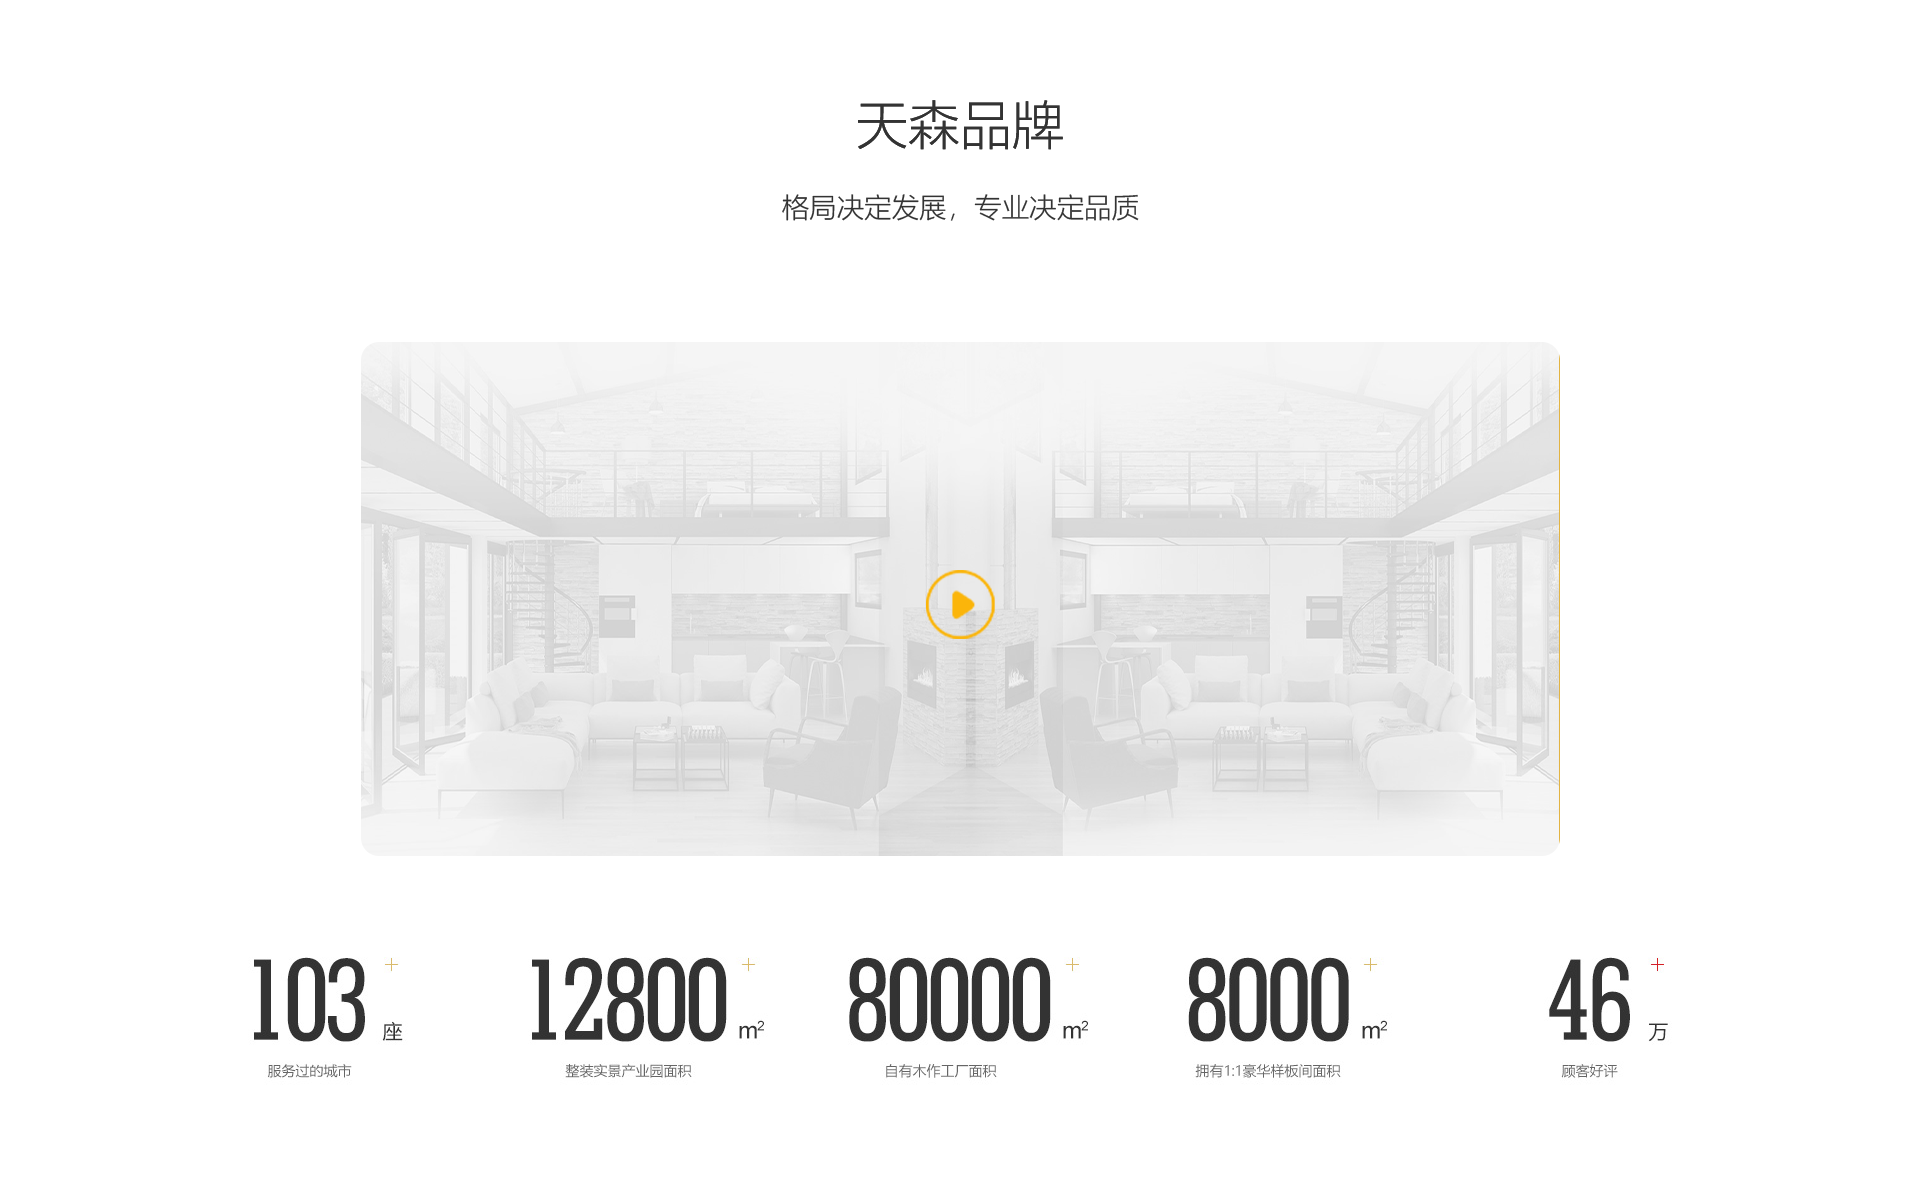 天森品牌
格局决定发展，专业决定品质
103 + 座
服务过的城市
12800 + m²
整装实景产业园面积
80000 + m²
自有木作工厂面积
8000 + m²
拥有1:1豪华样板间面积
46 + 万
顾客好评